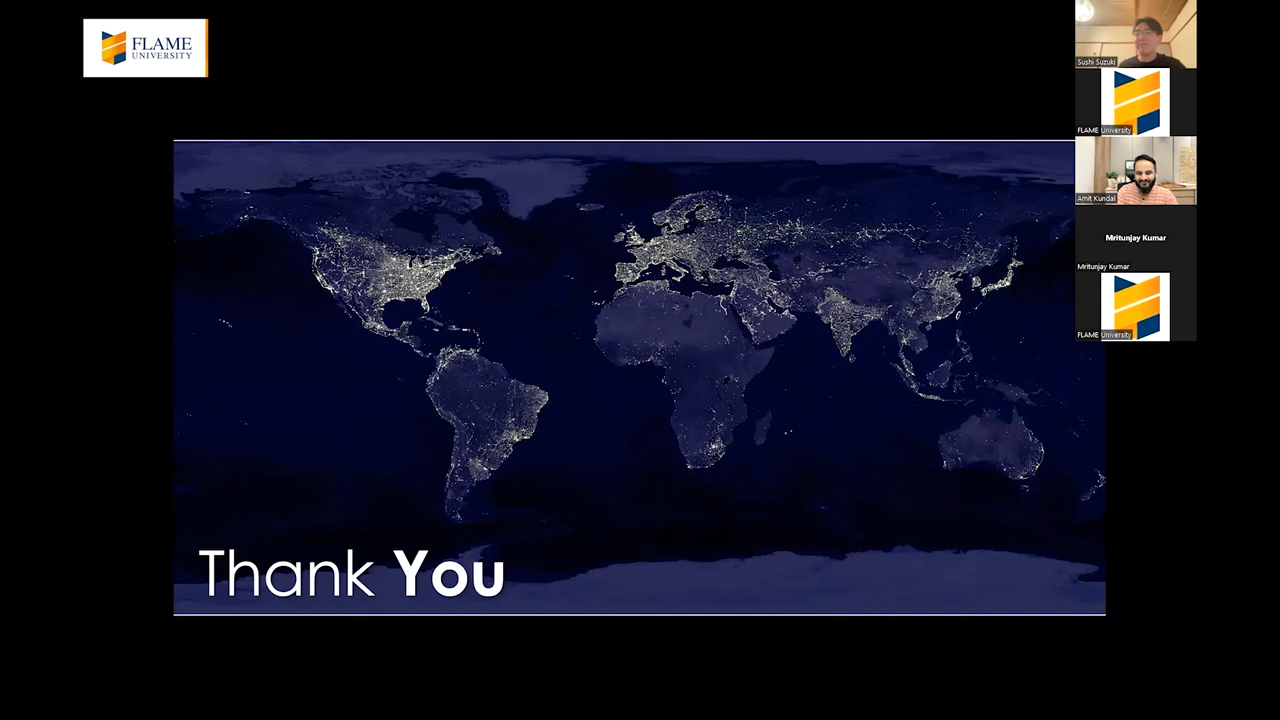 FLAME
UNIVERSITY
Sushi Suzuki
FLAME University
Amit Kundal
Mritunjay Kumar
Mritunjay Kumar
FLAME University
Thank You